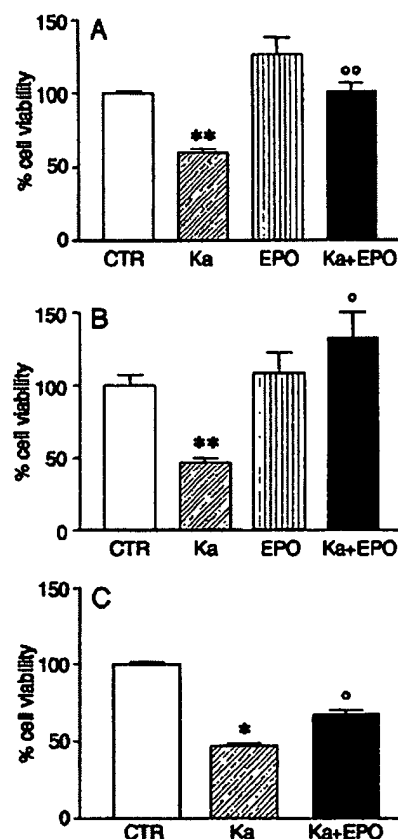 A
150
100
50
0
% cell viability
**
°°
CTR Ka EPO Ka+EPO
B
150
100
50
0
% cell viability
**
°
CTR Ka EPO Ka+EPO
C
150
100
50
0
% cell viability
*
°
CTR Ka Ka+EPO